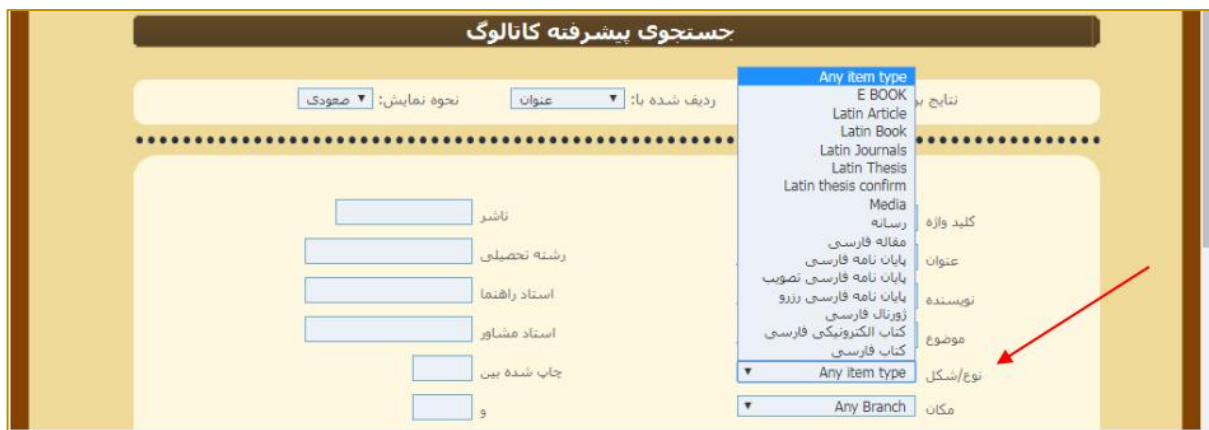 جستجوی پیشرفته کاتالوگ
نتایج بر
ردیف شده با: عنوان
نحوه نمایش: صعودی
Any item type
E BOOK
Latin Article
Latin Book
Latin Journals
Latin Thesis
Latin thesis confirm
Media
رسانه
مقاله فارسی
پایان نامه فارسی
پایان نامه فارسی تصویب
پایان نامه فارسی رزرو
ژورنال فارسی
کتاب الکترونیکی فارسی
کتاب فارسی
کلید واژه
ناشر
عنوان
رشته تحصیلی
نویسنده
استاد راهنما
موضوع
استاد مشاور
نوع/شکل Any item type
چاپ شده بین
مکان Any Branch
و